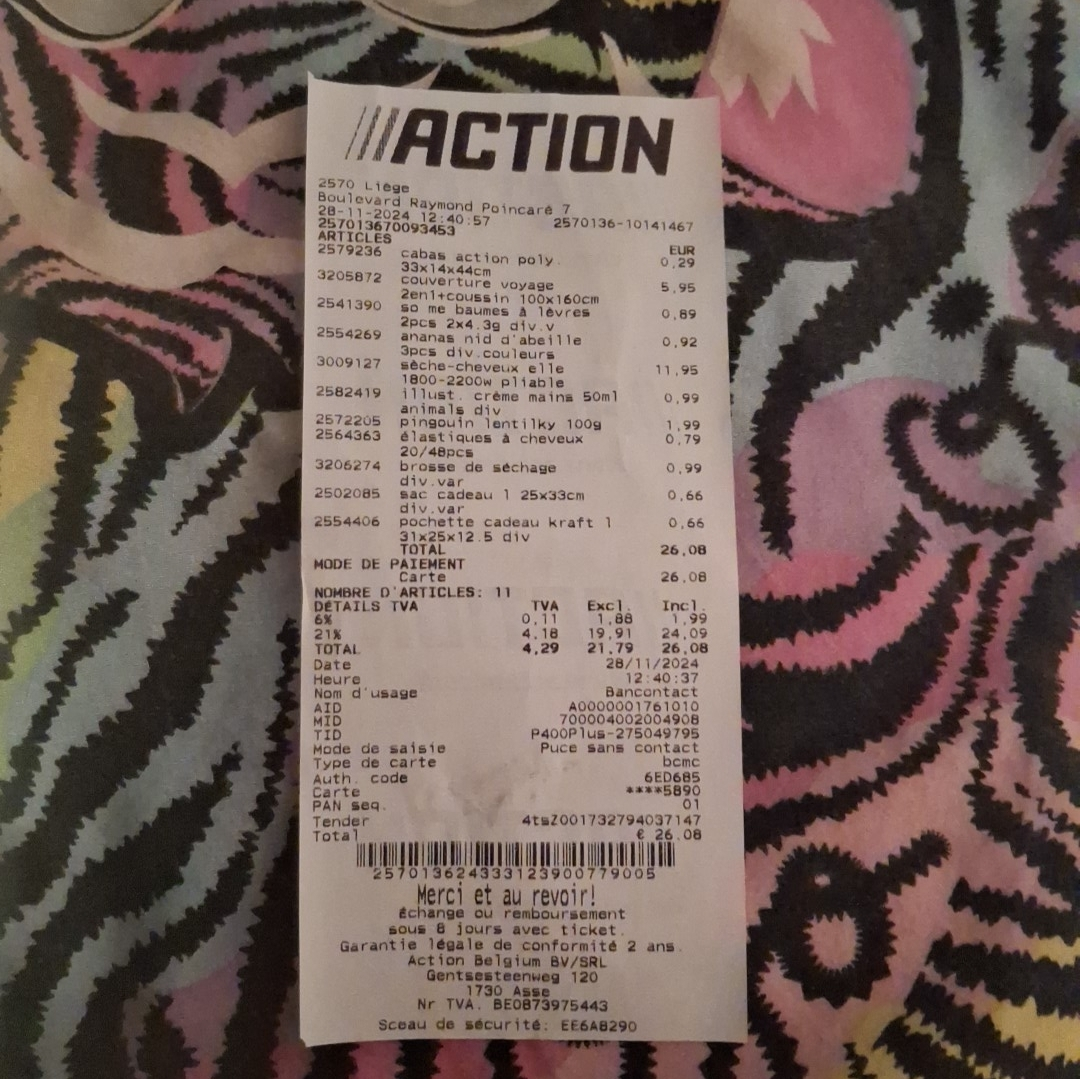 ///ACTION
2570 Liège
Boulevard Raymond Poincaré 7
28-11-2024 12:40:57 2570136-10141467
257013670093453
ARTICLES EUR
2579236 cabas action poly. 0,29
33x14x44cm
3205872 couverture voyage 5,95
2en1+coussin 100x160cm
2541390 so me baumes à lèvres 0,89
2pcs 2x4.3g div.v
2554269 ananas nid d'abeille 0,92
3pcs div.couleurs
3009127 sèche-cheveux elle 11,95
1800-2200w pliable
2582419 illust. crème mains 50ml 0,99
animals div
2572205 pingouin lentilky 100g 1,99
2564363 élastiques à cheveux 0,79
20/48pcs
3206274 brosse de séchage 0,99
div.var
2502085 sac cadeau l 25x33cm 0,66
div.var
2554406 pochette cadeau kraft l 0,66
31x25x12.5 div
TOTAL 26,08
MODE DE PAIEMENT
Carte 26,08
NOMBRE D'ARTICLES: 11
DÉTAILS TVA TVA Excl. Incl.
6% 0,11 1,88 1,99
21% 4,18 19,91 24,09
TOTAL 4,29 21,79 26,08
Date 28/11/2024
Heure 12:40:37
Nom d'usage Bancontact
AID A0000001761010
MID 700004002004908
TID P400Plus-275049795
Mode de saisie Puce sans contact
Type de carte bcmc
Auth. code 6ED685
Carte ****5890
PAN seq. 01
Tender 4tsZ001732794037147
Total € 26,08
257013624333123900779005
Merci et au revoir!
Échange ou remboursement
sous 8 jours avec ticket.
Garantie légale de conformité 2 ans.
Action Belgium BV/SRL
Gentsesteenweg 120
1730 Asse
Nr TVA. BE0873975443
Sceau de sécurité: EE6A8290